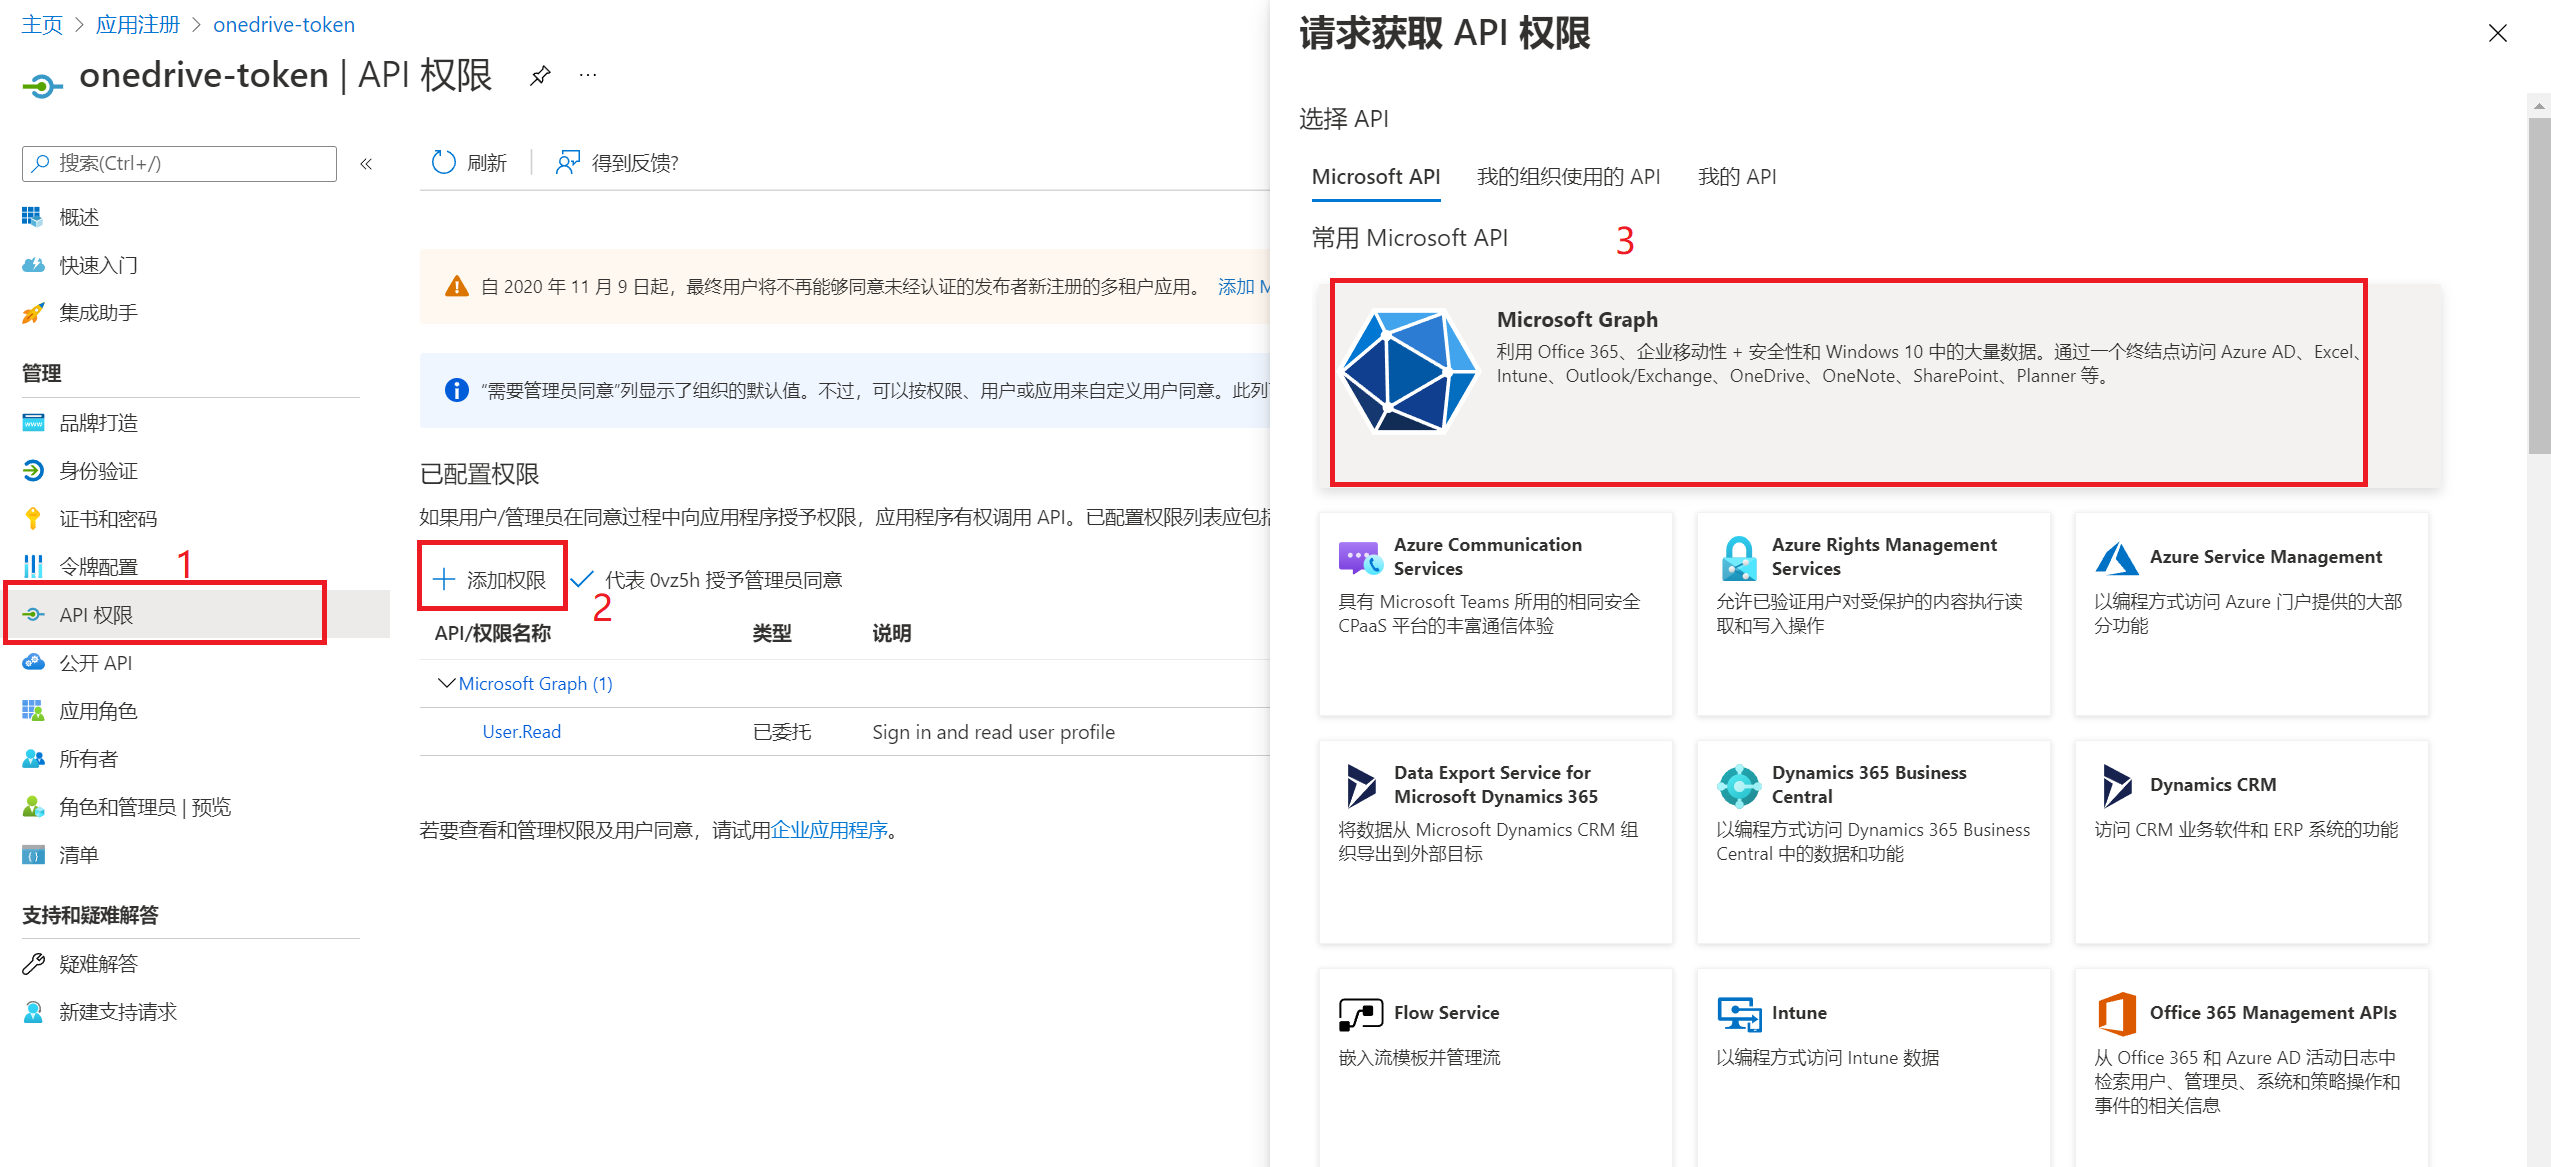 主页 > 应用注册 > onedrive-token
onedrive-token | API 权限
搜索(Ctrl+/)
«
概述
快速入门
集成助手
管理
品牌打造
身份验证
证书和密码
令牌配置
1
API 权限
公开 API
应用角色
所有者
角色和管理员 | 预览
清单
支持和疑难解答
疑难解答
新建支持请求
刷新
得到反馈?
自 2020 年 11 月 9 日起，最终用户将不再能够同意未经认证的发布者新注册的多租户应用。 添加 M
“需要管理员同意”列显示了组织的默认值。不过，可以按权限、用户或应用来自定义用户同意。此列
已配置权限
如果用户/管理员在同意过程中向应用程序授予权限，应用程序有权调用 API。已配置权限列表应包括
添加权限
代表 0vz5h 授予管理员同意
2
API/权限名称 类型 说明
Microsoft Graph (1)
User.Read 已委托 Sign in and read user profile
若要查看和管理权限及用户同意，请试用企业应用程序。
请求获取 API 权限
选择 API
Microsoft API 我的组织使用的 API 我的 API
常用 Microsoft API
3
Microsoft Graph
利用 Office 365、企业移动性 + 安全性和 Windows 10 中的大量数据。通过一个终结点访问 Azure AD、Excel、
Intune、Outlook/Exchange、OneDrive、OneNote、SharePoint、Planner 等。
Azure Communication
Services
具有 Microsoft Teams 所用的相同安全
CPaaS 平台的丰富通信体验
Azure Rights Management
Services
允许已验证用户对受保护的内容执行读
取和写入操作
Azure Service Management
以编程方式访问 Azure 门户提供的大部
分功能
Data Export Service for
Microsoft Dynamics 365
将数据从 Microsoft Dynamics CRM 组
织导出到外部目标
Dynamics 365 Business
Central
以编程方式访问 Dynamics 365 Business
Central 中的数据和功能
Dynamics CRM
访问 CRM 业务软件和 ERP 系统的功能
Flow Service
嵌入流模板并管理流
Intune
以编程方式访问 Intune 数据
Office 365 Management APIs
从 Office 365 和 Azure AD 活动日志中
检索用户、管理员、系统和策略操作和
事件的相关信息